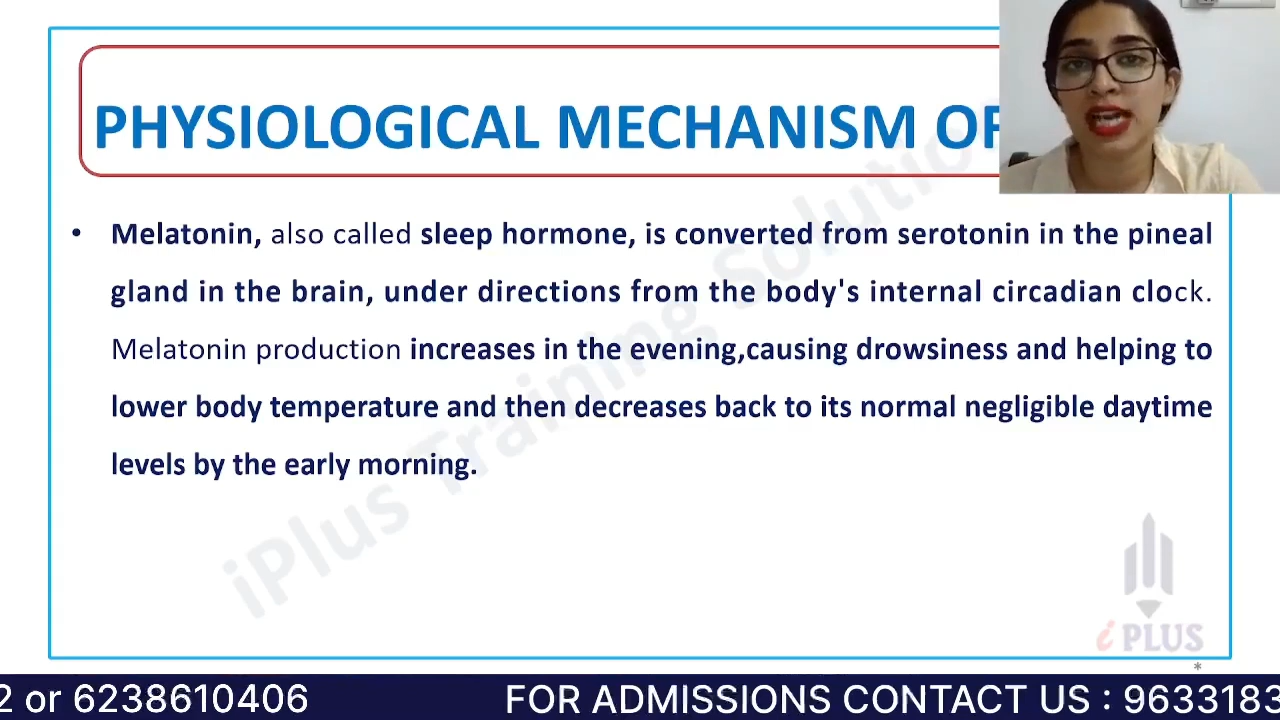 PHYSIOLOGICAL MECHANISM OF
• Melatonin, also called sleep hormone, is converted from serotonin in the pineal
gland in the brain, under directions from the body's internal circadian clock.
Melatonin production increases in the evening,causing drowsiness and helping to
lower body temperature and then decreases back to its normal negligible daytime
levels by the early morning.
iPlus Training Solutio
i PLUS
*
2 or 6238610406 FOR ADMISSIONS CONTACT US : 9633183